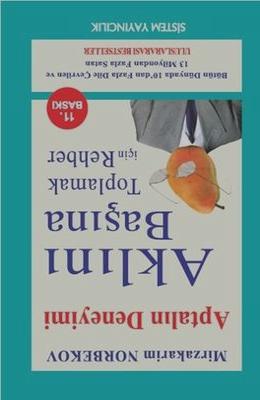 Mirzakarim NORBEKOV
Aptalın Deneyimi
Aklını
Başına
Toplamak
için Rehber
11.
BASKI
Bütün Dünyada 10'dan Fazla Dile Çevrilen ve
13 Milyondan Fazla Satan
ULUSLARARASI BESTSELLER
SİSTEM YAYINCILIK